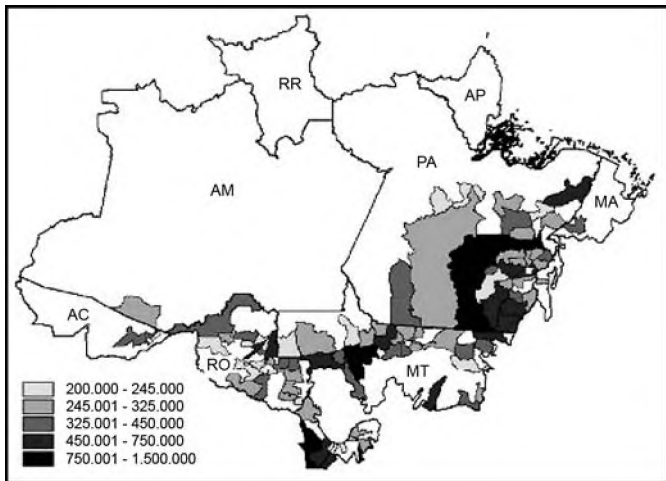 RR
AP
PA
AM
MA
AC
RO
MT
200.000 - 245.000
245.001 - 325.000
325.001 - 450.000
450.001 - 750.000
750.001 - 1.500.000